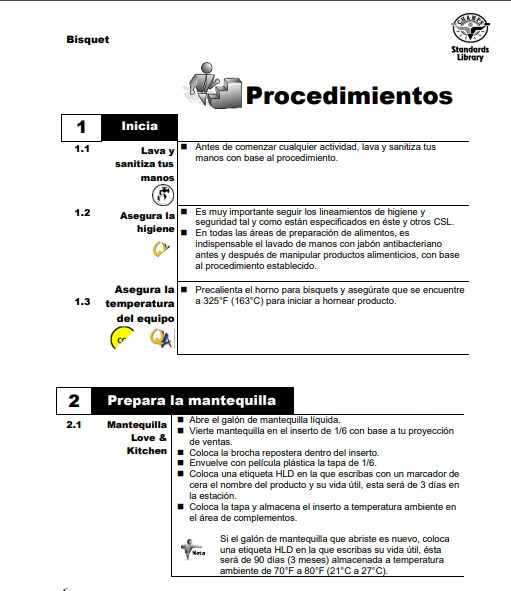 Bisquet
CHAMPS
Standards
Library
Procedimientos
1 Inicia
1.1 Lava y
sanitiza tus
manos
■ Antes de comenzar cualquier actividad, lava y sanitiza tus
manos con base al procedimiento.
1.2 Asegura la
higiene
■ Es muy importante seguir los lineamientos de higiene y
seguridad tal y como están especificados en éste y otros CSL.
■ En todas las áreas de preparación de alimentos, es
indispensable el lavado de manos con jabón antibacteriano
antes y después de manipular productos alimenticios, con base
al procedimiento establecido.
Asegura la
1.3 temperatura
del equipo
■ Precalienta el horno para bisquets y asegúrate que se encuentre
a 325°F (163°C) para iniciar a hornear producto.
2 Prepara la mantequilla
2.1 Mantequilla
Love &
Kitchen
■ Abre el galón de mantequilla líquida.
■ Vierte mantequilla en el inserto de 1/6 con base a tu proyección
de ventas.
■ Coloca la brocha repostera dentro del inserto.
■ Envuelve con película plástica la tapa de 1/6.
■ Coloca una etiqueta HLD en la que escribas con un marcador de
cera el nombre del producto y su vida útil, esta será de 3 días en
la estación.
■ Coloca la tapa y almacena el inserto a temperatura ambiente en
el área de complementos.
Nota
Si el galón de mantequilla que abriste es nuevo, coloca
una etiqueta HLD en la que escribas su vida útil, ésta
será de 90 días (3 meses) almacenada a temperatura
ambiente de 70°F a 80°F (21°C a 27°C).